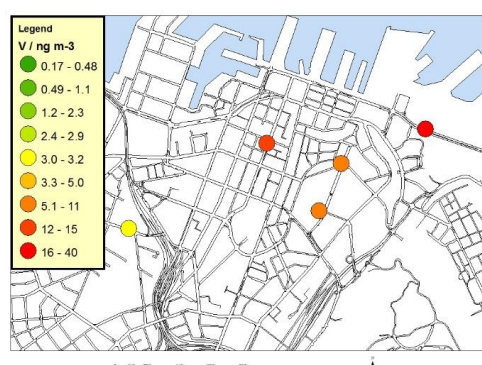 Legend
V / ng m-3
0.17 - 0.48
0.49 - 1.1
1.2 - 2.3
2.4 - 2.9
3.0 - 3.2
3.3 - 5.0
5.1 - 11
12 - 15
16 - 40